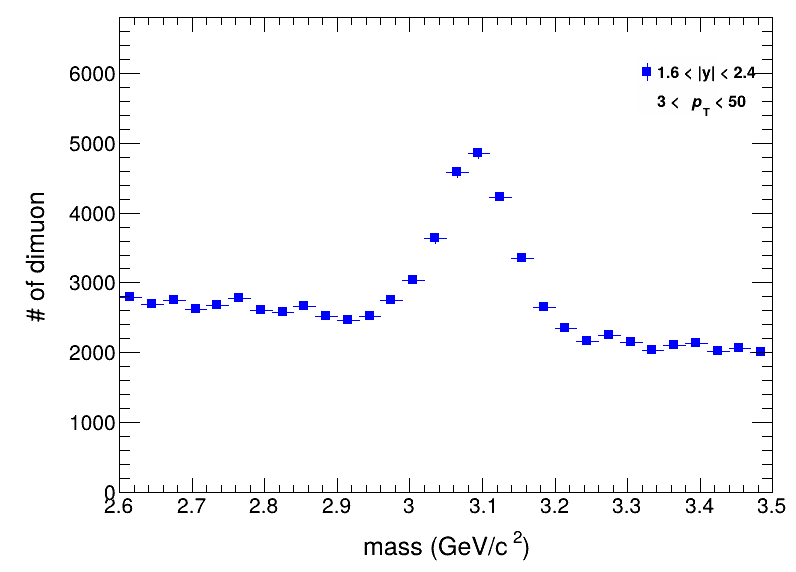 6000
5000
4000
3000
2000
1000
0
# of dimuon
1.6 < |y| < 2.4
3 < p_T < 50
2.6 2.7 2.8 2.9 3 3.1 3.2 3.3 3.4 3.5
mass (GeV/c²)